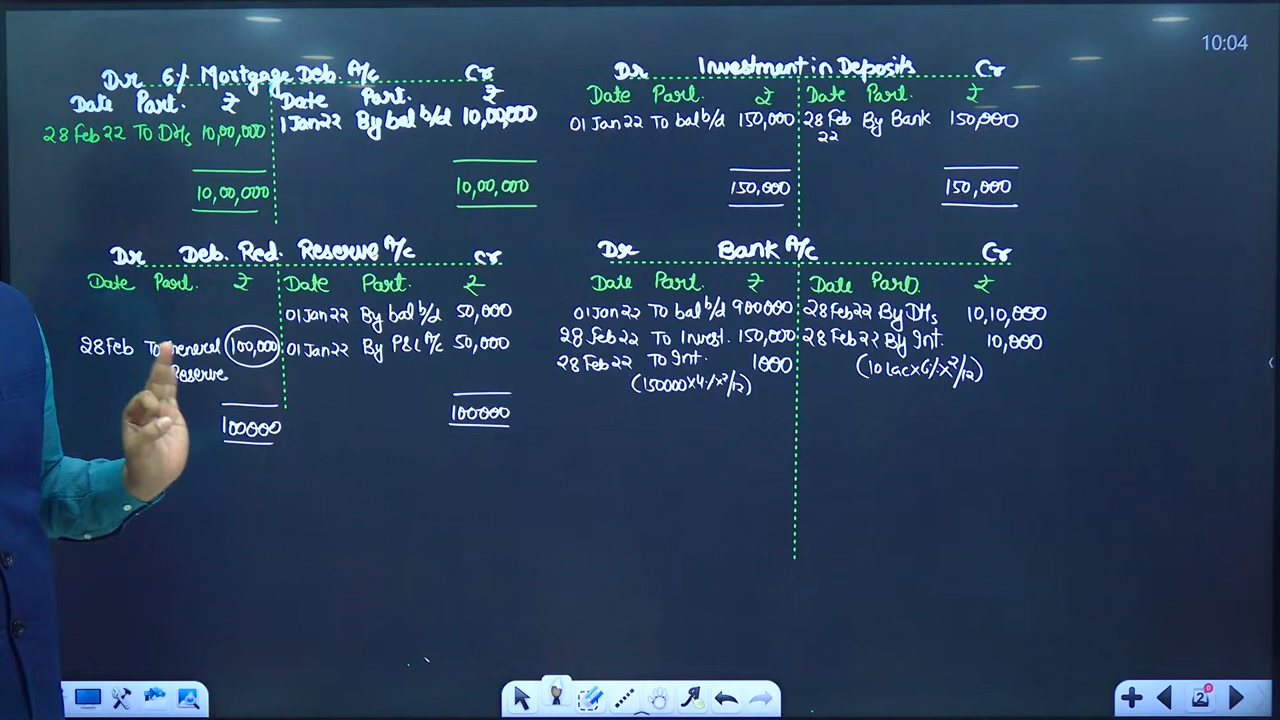 10:04
Dr 6% Mortgage Deb. A/c Cr
Date Part. ₹ Date Part. ₹
1 Jan 22 By bal b/d 10,00,000
28 Feb 22 To DHs 10,00,000
10,00,000 10,00,000
Dr Investment in Deposits Cr
Date Part. ₹ Date Part. ₹
01 Jan 22 To bal b/d 150,000 28 Feb By Bank 150,000
22
150,000 150,000
Dr Deb. Red. Reserve A/c Cr
Date Part. ₹ Date Part. ₹
01 Jan 22 By bal b/d 50,000
28 Feb To General 100,000 01 Jan 22 By P&L A/c 50,000
Reserve
100000 100000
Dr Bank A/c Cr
Date Part. ₹ Date Part. ₹
01 Jan 22 To bal b/d 900000 28 Feb 22 By DHs 10,10,000
28 Feb 22 To Invest. 150,000 28 Feb 22 By Int. 10,000
28 Feb 22 To Int. 1000 (10 lac x 6% x 2/12)
(150000 x 4% x 2/12)
2
0